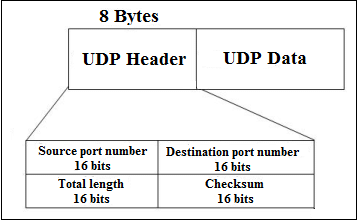 8 Bytes
UDP Header
UDP Data
Source port number
16 bits
Destination port number
16 bits
Total length
16 bits
Checksum
16 bits